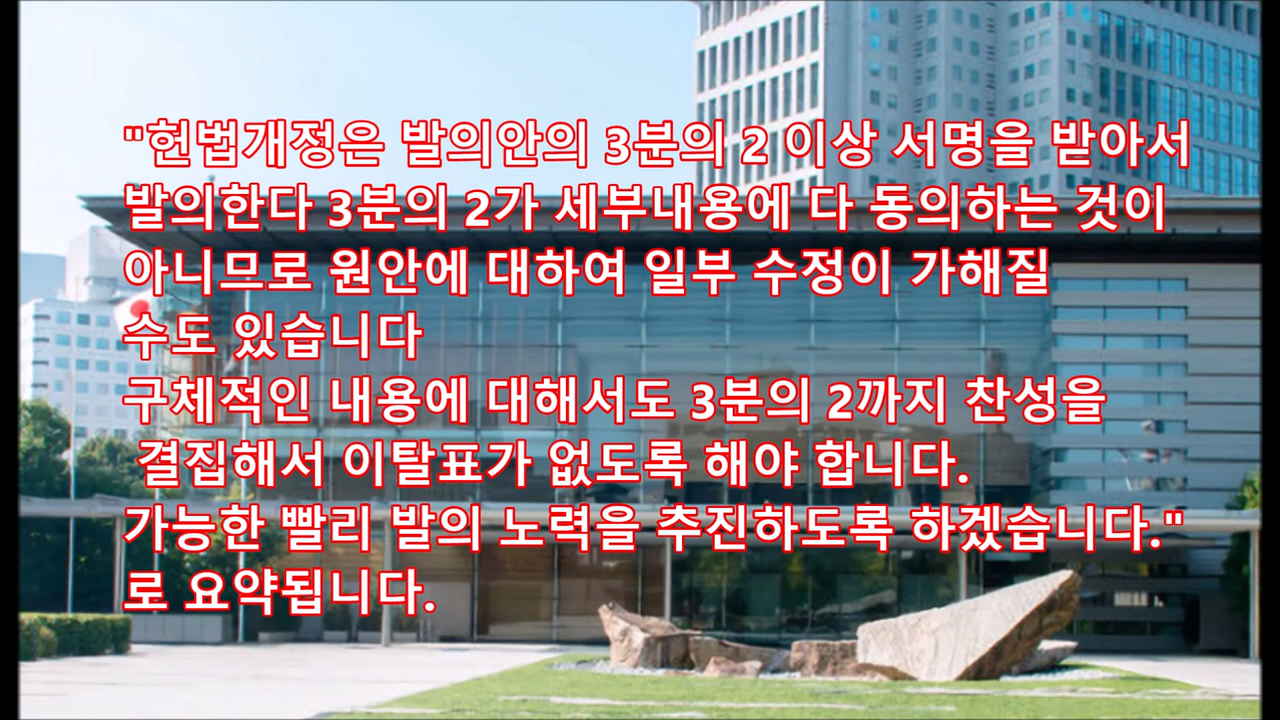 "헌법개정은 발의안의 3분의 2 이상 서명을 받아서
발의한다 3분의 2가 세부내용에 다 동의하는 것이
아니므로 원안에 대하여 일부 수정이 가해질
수도 있습니다
구체적인 내용에 대해서도 3분의 2까지 찬성을
결집해서 이탈표가 없도록 해야 합니다.
가능한 빨리 발의 노력을 추진하도록 하겠습니다."
로 요약됩니다.